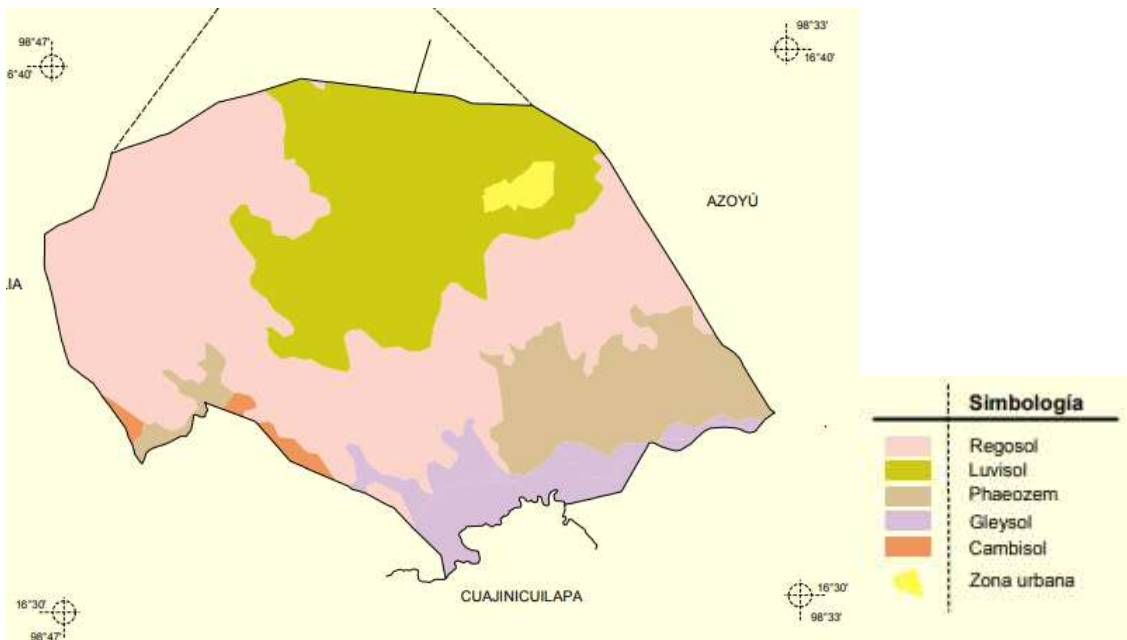 98°47'
6°40'
98°33'
16°40'
AZOYÚ
LIA
Simbología
Regosol
Luvisol
Phaeozem
Gleysol
Cambisol
Zona urbana
16°30'
98°47'
CUAJINICUILAPA
16°30'
98°33'